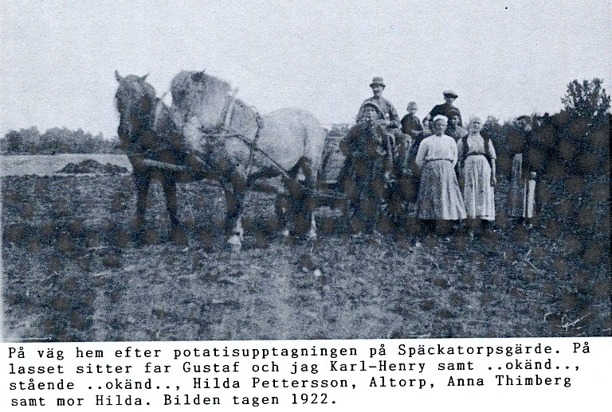 På väg hem efter potatisupptagningen på Späckatorpsgärde. På
lasset sitter far Gustaf och jag Karl-Henry samt ..okänd..,
stående ..okänd.., Hilda Pettersson, Altorp, Anna Thimberg
samt mor Hilda. Bilden tagen 1922.